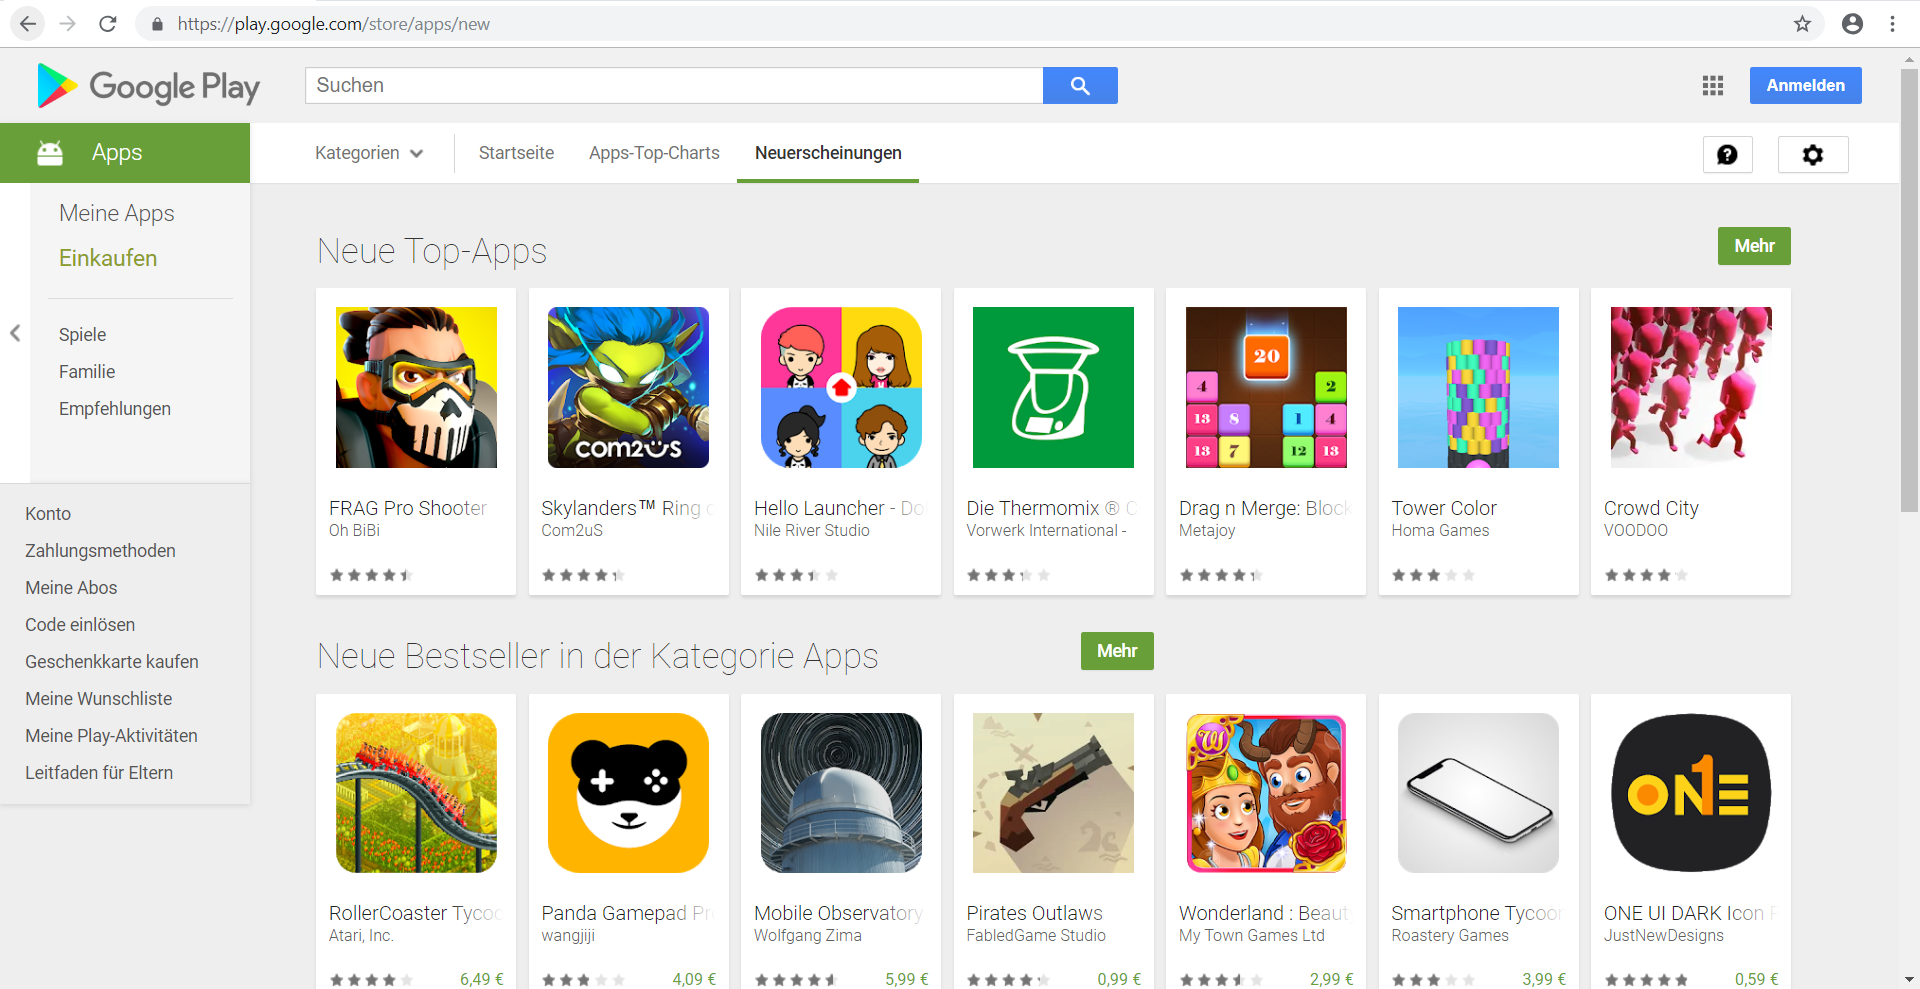 https://play.google.com/store/apps/new
Google Play
Suchen
Anmelden
Apps
Kategorien
Startseite
Apps-Top-Charts
Neuerscheinungen
Meine Apps
Einkaufen
Spiele
Familie
Empfehlungen
Konto
Zahlungsmethoden
Meine Abos
Code einlösen
Geschenkkarte kaufen
Meine Wunschliste
Meine Play-Aktivitäten
Leitfaden für Eltern
Neue Top-Apps
Mehr
com2us
20
4
2
13
8
1
4
13
7
12
13
FRAG Pro Shooter
Oh BiBi
Skylanders™ Ring
Com2uS
Hello Launcher -
Nile River Studio
Die Thermomix ®
Vorwerk International -
Drag n Merge: Block
Metajoy
Tower Color
Homa Games
Crowd City
VOODOO
Neue Bestseller in der Kategorie Apps
Mehr
W
ONE
1
RollerCoaster Tycoo
Atari, Inc.
6,49 €
Panda Gamepad Pr
wangjiji
4,09 €
Mobile Observatory
Wolfgang Zima
5,99 €
Pirates Outlaws
FabledGame Studio
0,99 €
Wonderland : Beaut
My Town Games Ltd
2,99 €
Smartphone Tycoon
Roastery Games
3,99 €
ONE UI DARK Icon
JustNewDesigns
0,59 €